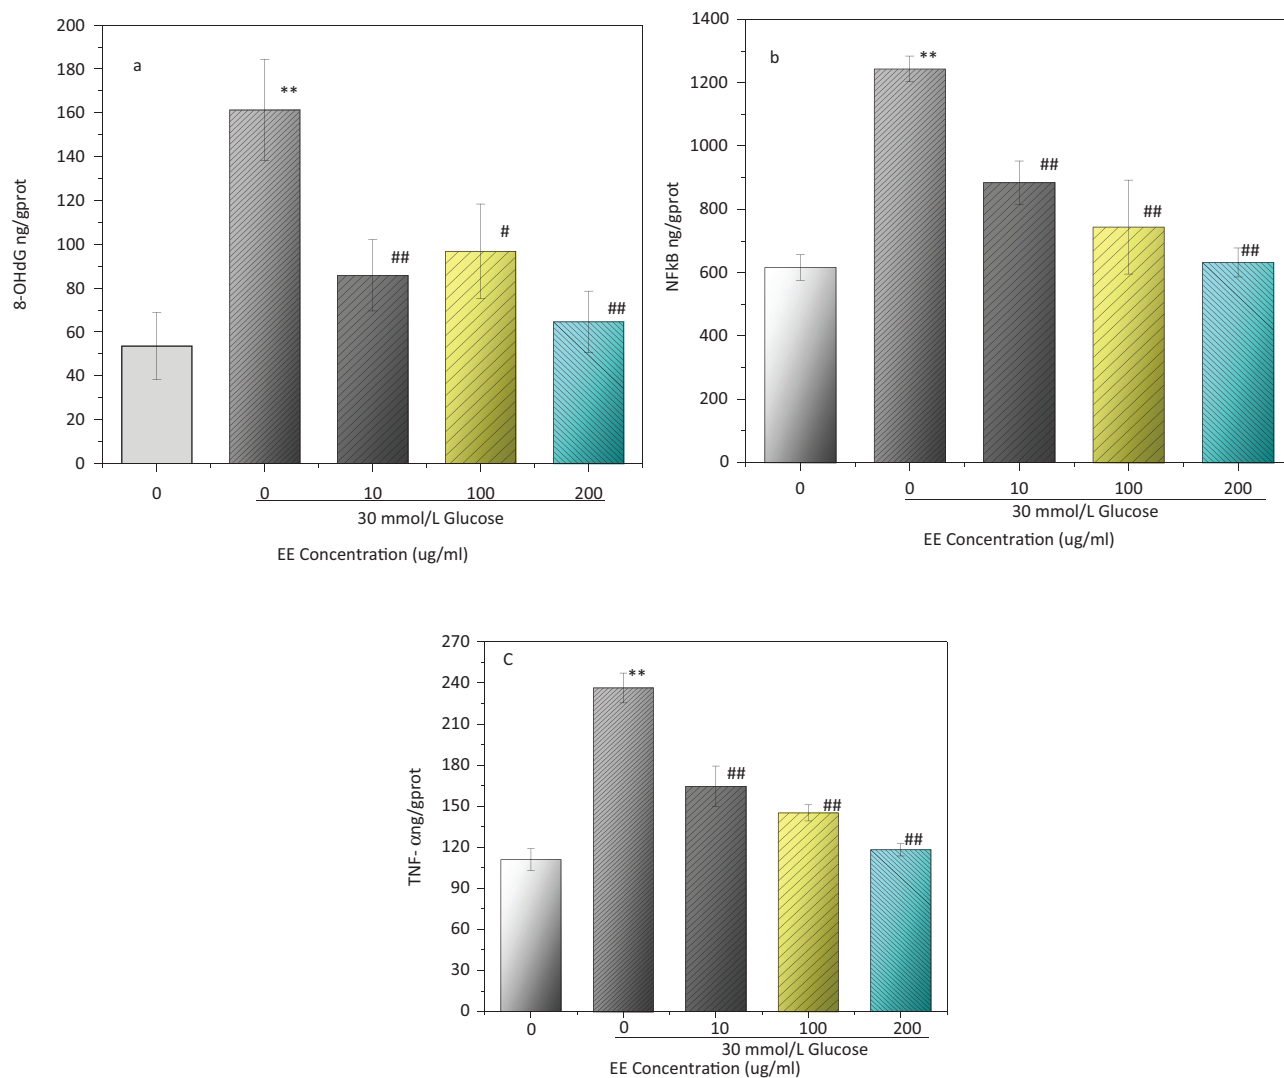 a
8-OHdG ng/gprot
200
180
160
140
120
100
80
60
40
20
0
**
##
#
##
0 0 10 100 200
30 mmol/L Glucose
EE Concentration (ug/ml)
b
NFkB ng/gprot
1400
1200
1000
800
600
400
200
0
**
##
##
##
0 0 10 100 200
30 mmol/L Glucose
EE Concentration (ug/ml)
C
TNF- αng/gprot
270
240
210
180
150
120
90
60
30
0
**
##
##
##
0 0 10 100 200
30 mmol/L Glucose
EE Concentration (ug/ml)